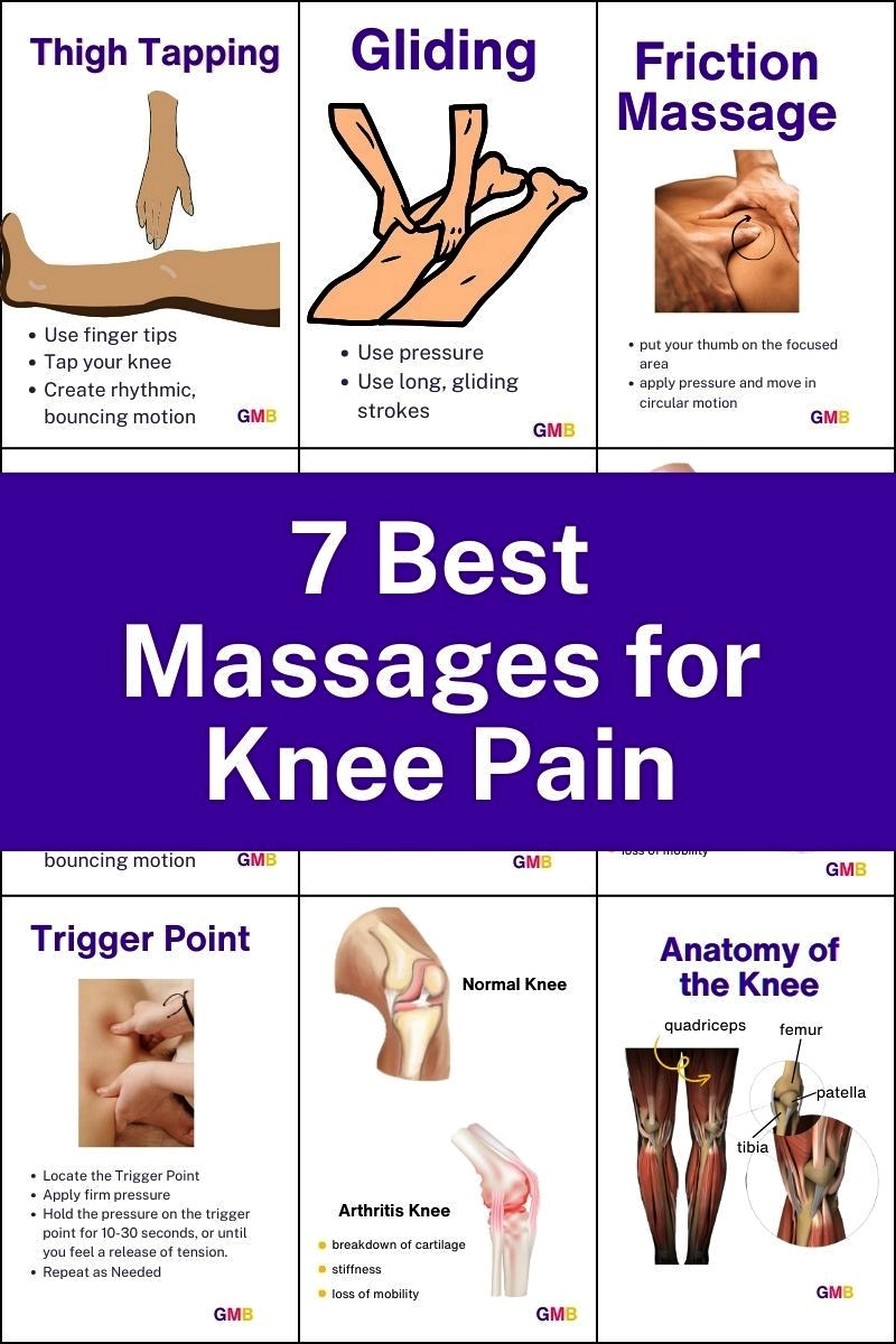 Thigh Tapping
• Use finger tips
• Tap your knee
• Create rhythmic,
bouncing motion
GMB
Gliding
• Use pressure
• Use long, gliding
strokes
GMB
Friction
Massage
• put your thumb on the focused
area
• apply pressure and move in
circular motion
GMB
7 Best
Massages for
Knee Pain
bouncing motion
GMB
GMB
loss of mobility
GMB
Trigger Point
• Locate the Trigger Point
• Apply firm pressure
• Hold the pressure on the trigger
point for 10-30 seconds, or until
you feel a release of tension.
• Repeat as Needed
GMB
Normal Knee
Arthritis Knee
• breakdown of cartilage
• stiffness
• loss of mobility
GMB
Anatomy of
the Knee
quadriceps
femur
patella
tibia
GMB